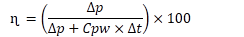 η = (Δp / (Δp + Cpw × Δt)) × 100